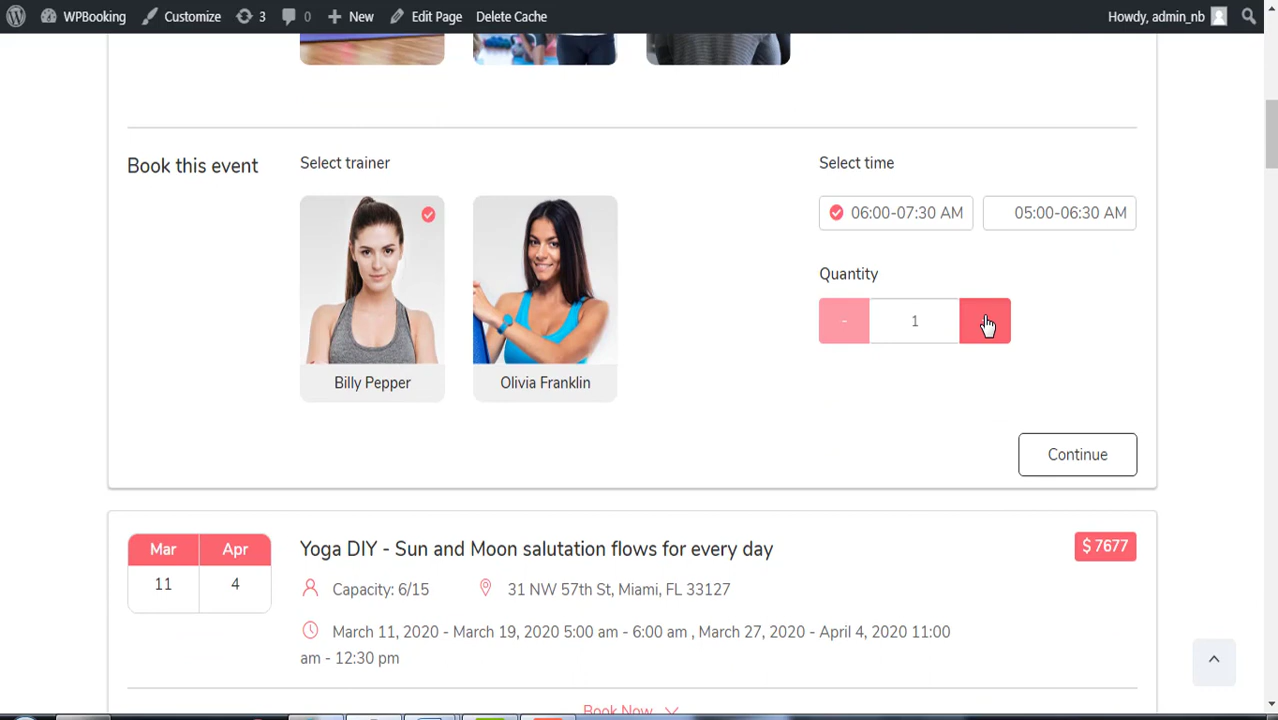 WPBooking Customize 3 0 + New Edit Page Delete Cache Howdy, admin_nb
Book this event
Select trainer
Select time
06:00-07:30 AM 05:00-06:30 AM
Quantity
- 1
Billy Pepper
Olivia Franklin
Continue
Mar Apr
11 4
Yoga DIY - Sun and Moon salutation flows for every day
$ 7677
Capacity: 6/15 31 NW 57th St, Miami, FL 33127
March 11, 2020 - March 19, 2020 5:00 am - 6:00 am , March 27, 2020 - April 4, 2020 11:00
am - 12:30 pm
Book Now